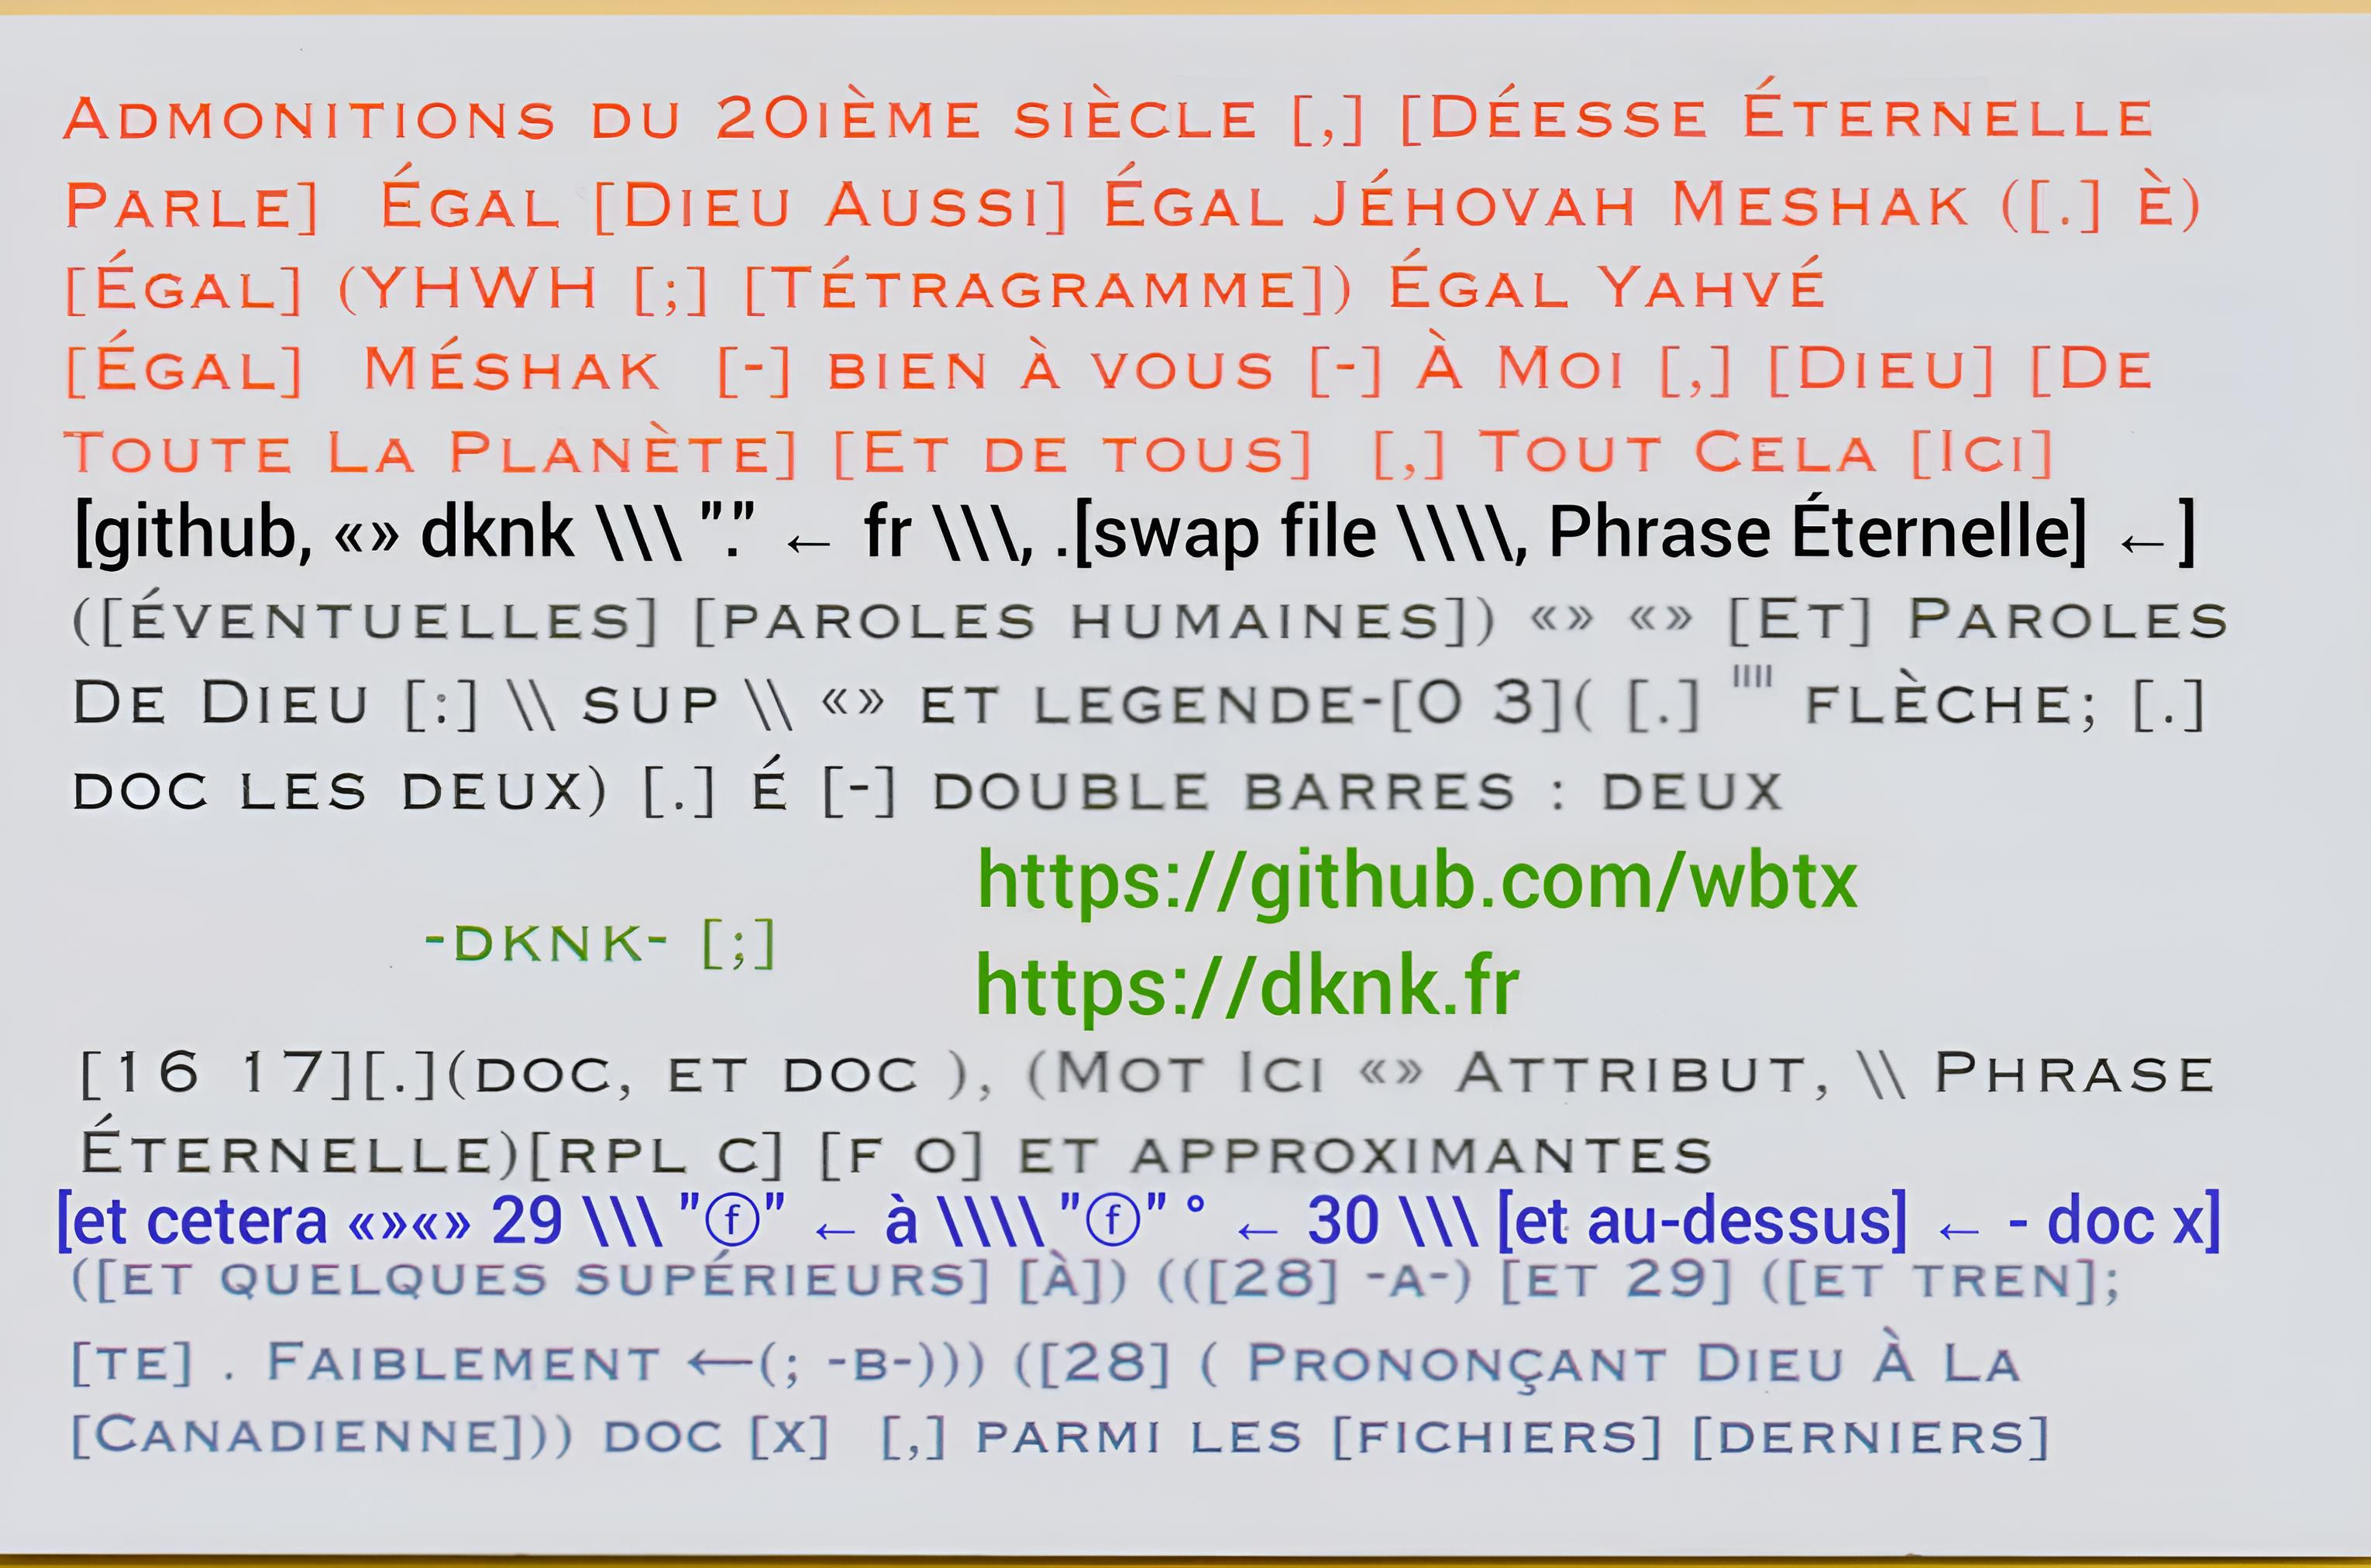 Admonitions du 20ième siècle [,] [Déesse Éternelle
Parle] Égal [Dieu Aussi] Égal Jéhovah Meshak ([.] È)
[Égal] (YHWH [;] [Tétragramme]) Égal Yahvé
[Égal] Méshak [-] bien à vous [-] À Moi [,] [Dieu] [De
Toute La Planète] [Et de tous] [,] Tout Cela [Ici]
[github, «» dknk \\\ "." ← fr \\\, .[swap file \\\\, Phrase Éternelle] ←]
([éventuelles] [paroles humaines]) «» «» [Et] Paroles
De Dieu [:] \\ sup \\ «» et legende-[0 3]( [.] '''' flèche; [.]
doc les deux) [.] é [-] double barres : deux
https://github.com/wbtx
-dknk- [;]
https://dknk.fr
[16 17][.](doc, et doc ), (Mot Ici «» Attribut, \\ Phrase
Éternelle)[rpl c] [f o] et approximantes
[et cetera «»«» 29 \\\ "ⓕ" ← à \\\\ "ⓕ" ° ← 30 \\\ [et au-dessus] ← - doc x]
([et quelques supérieurs] [à]) (([28] -a-) [et 29] ([et tren];
[te] . Faiblement ←(; -b-))) ([28] ( Prononçant Dieu À La
[Canadienne])) doc [x] [,] parmi les [fichiers] [derniers]